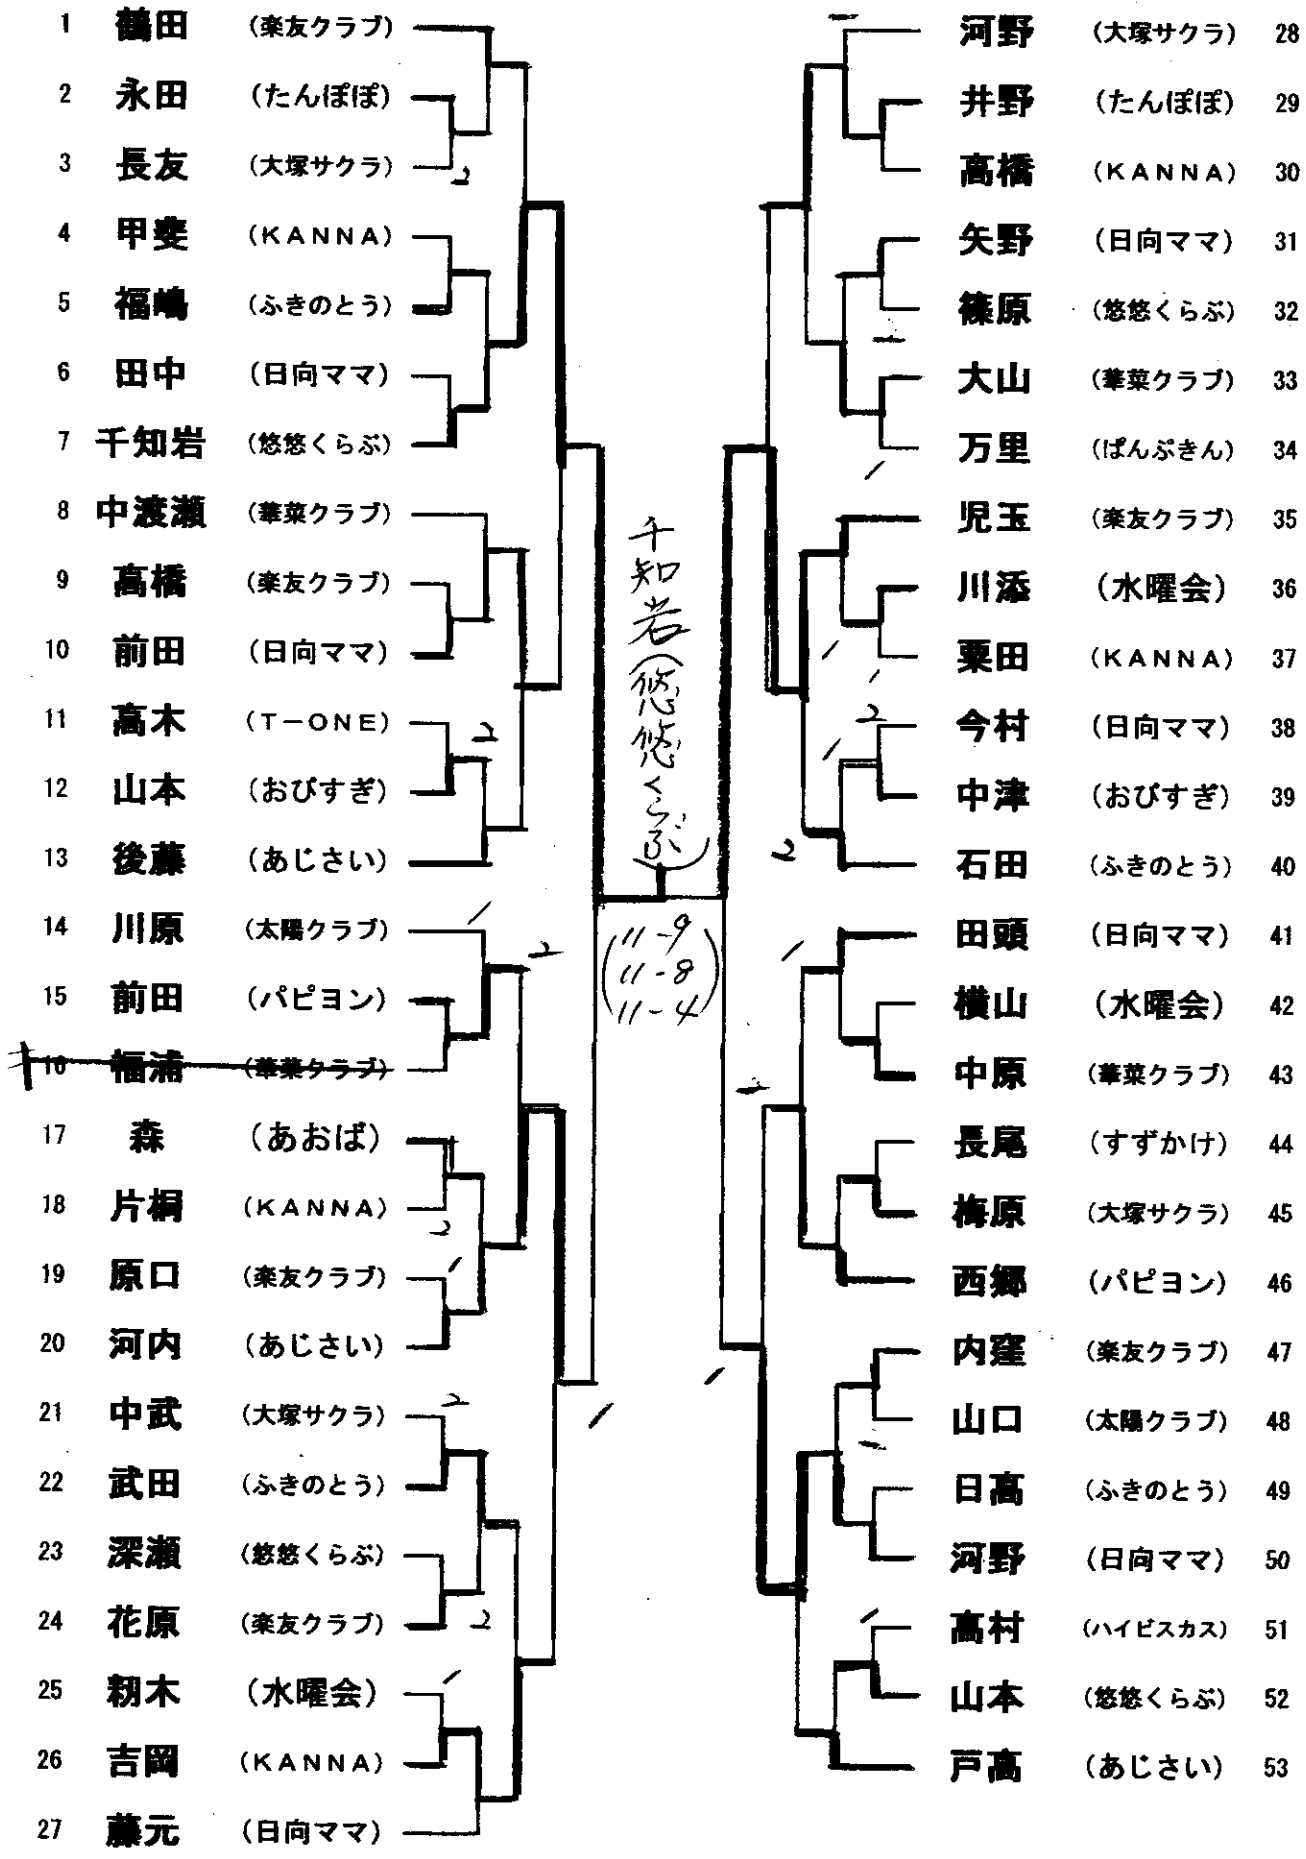 1 鶴田 (楽友クラブ)
2 永田 (たんぽぽ)
3 長友 (大塚サクラ)
2
4 甲斐 (KANNA)
5 福嶋 (ふきのとう)
6 田中 (日向ママ)
7 千知岩 (悠悠くらぶ)
8 中渡瀬 (華菜クラブ)
9 高橋 (楽友クラブ)
10 前田 (日向ママ)
11 高木 (T-ONE)
2
12 山本 (おびすぎ)
13 後藤 (あじさい)
14 川原 (太陽クラブ)
2
15 前田 (パピヨン)
16 福浦 (華菜クラブ)
17 森 (あおば)
18 片桐 (KANNA)
2
19 原口 (楽友クラブ)
20 河内 (あじさい)
21 中武 (大塚サクラ)
2
22 武田 (ふきのとう)
23 深瀬 (悠悠くらぶ)
24 花原 (楽友クラブ)
2
25 籾木 (水曜会)
26 吉岡 (KANNA)
27 藤元 (日向ママ)
千知岩(悠悠くらぶ)
11-9
11-8
11-4
河野 (大塚サクラ) 28
井野 (たんぽぽ) 29
高橋 (KANNA) 30
矢野 (日向ママ) 31
篠原 (悠悠くらぶ) 32
大山 (華菜クラブ) 33
万里 (ぱんぷきん) 34
児玉 (楽友クラブ) 35
川添 (水曜会) 36
粟田 (KANNA) 37
2
今村 (日向ママ) 38
中津 (おびすぎ) 39
2
石田 (ふきのとう) 40
田頭 (日向ママ) 41
横山 (水曜会) 42
中原 (華菜クラブ) 43
長尾 (すずかけ) 44
梅原 (大塚サクラ) 45
西郷 (パピヨン) 46
内窪 (楽友クラブ) 47
山口 (太陽クラブ) 48
日高 (ふきのとう) 49
河野 (日向ママ) 50
高村 (ハイビスカス) 51
山本 (悠悠くらぶ) 52
戸高 (あじさい) 53